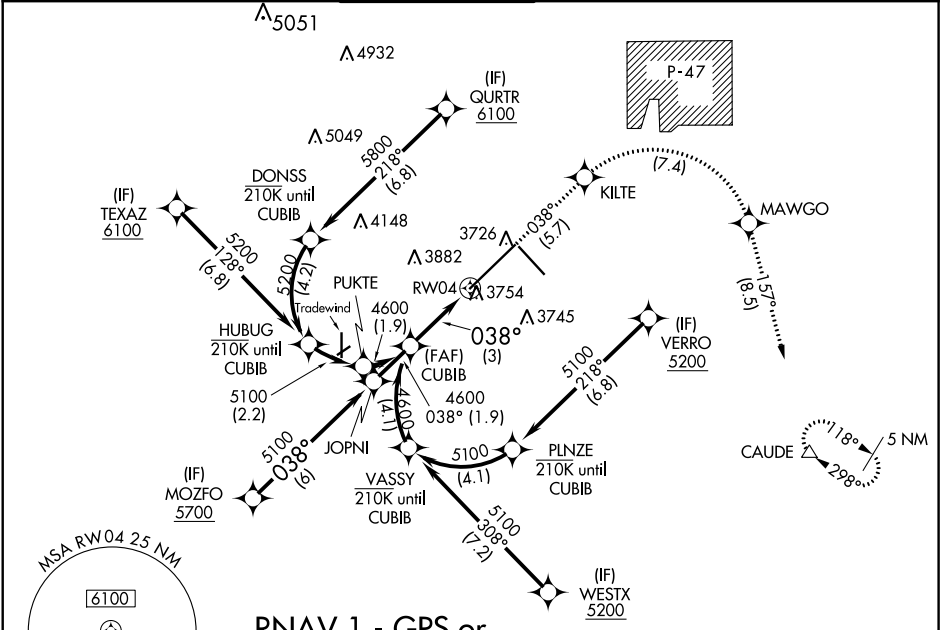 5051
4932
(IF)
QURTR
6100
P-47
5049
5800
218°
(6.8)
DONSS
210K until
CUBIB
(7.4)
KILTE
(IF)
TEXAZ
6100
4148
MAWGO
038°
(5.7)
3726
5200
128°
(6.8)
5200
(4.2)
3882
PUKTE
RW04
3754
157°
(8.5)
Tradewind
4600
(1.9)
3745
038°
(3)
(IF)
VERRO
5200
HUBUG
210K until
CUBIB
(FAF)
CUBIB
5100
218°
(6.8)
5100
(2.2)
4600
038° (1.9)
4600
(4.1)
JOPNI
5100
038°
(6)
5100
(4.1)
PLNZE
210K until
CUBIB
118°
5 NM
CAUDE
298°
(IF)
MOZFO
5700
VASSY
210K until
CUBIB
5100
308°
(7.2)
MSA RW04 25 NM
6100
(IF)
WESTX
5200
RNAV 1 - GPS or